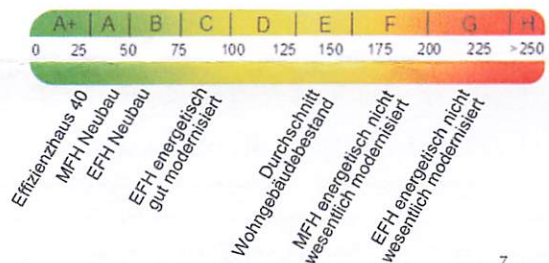 A+ A B C D E F G H
0 25 50 75 100 125 150 175 200 225 >250
Effizienzhaus 40
MFH Neubau
EFH Neubau
EFH energetisch
gut modernisiert
Durchschnitt
Wohngebäudebestand
MFH energetisch nicht
wesentlich modernisiert
EFH energetisch nicht
wesentlich modernisiert
7